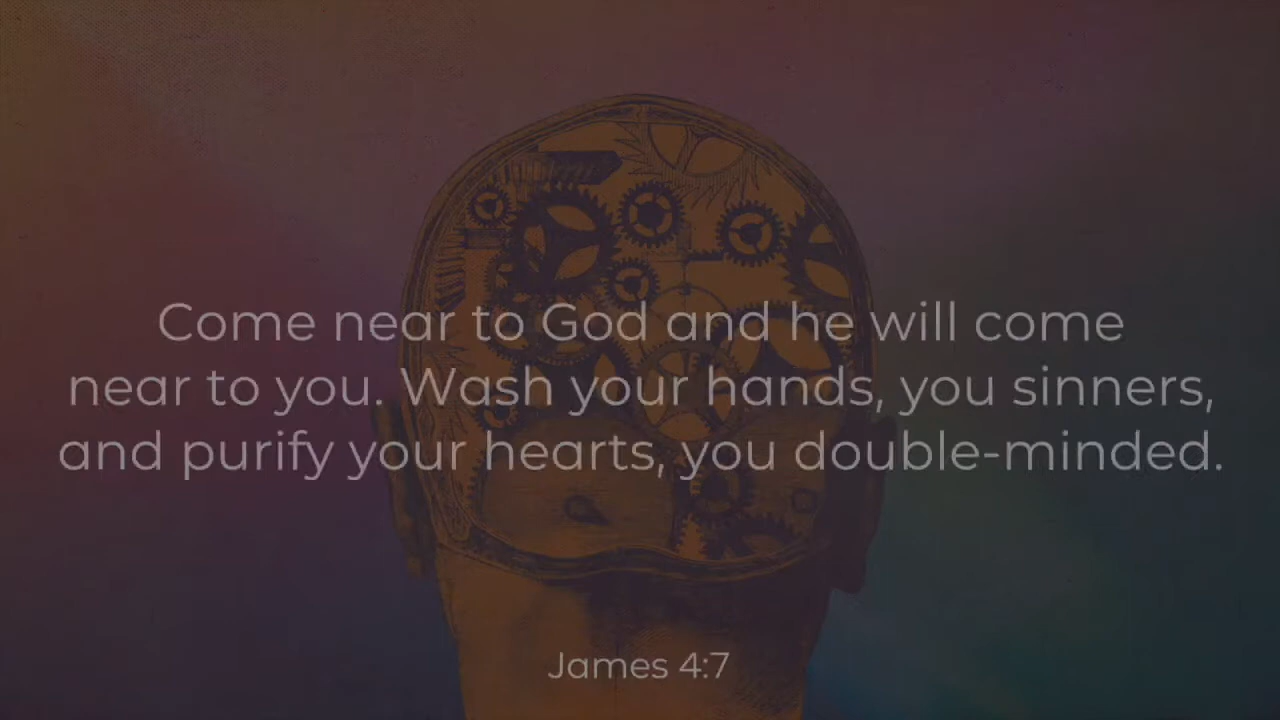 Come near to God and he will come
near to you. Wash your hands, you sinners,
and purify your hearts, you double-minded.
James 4:7